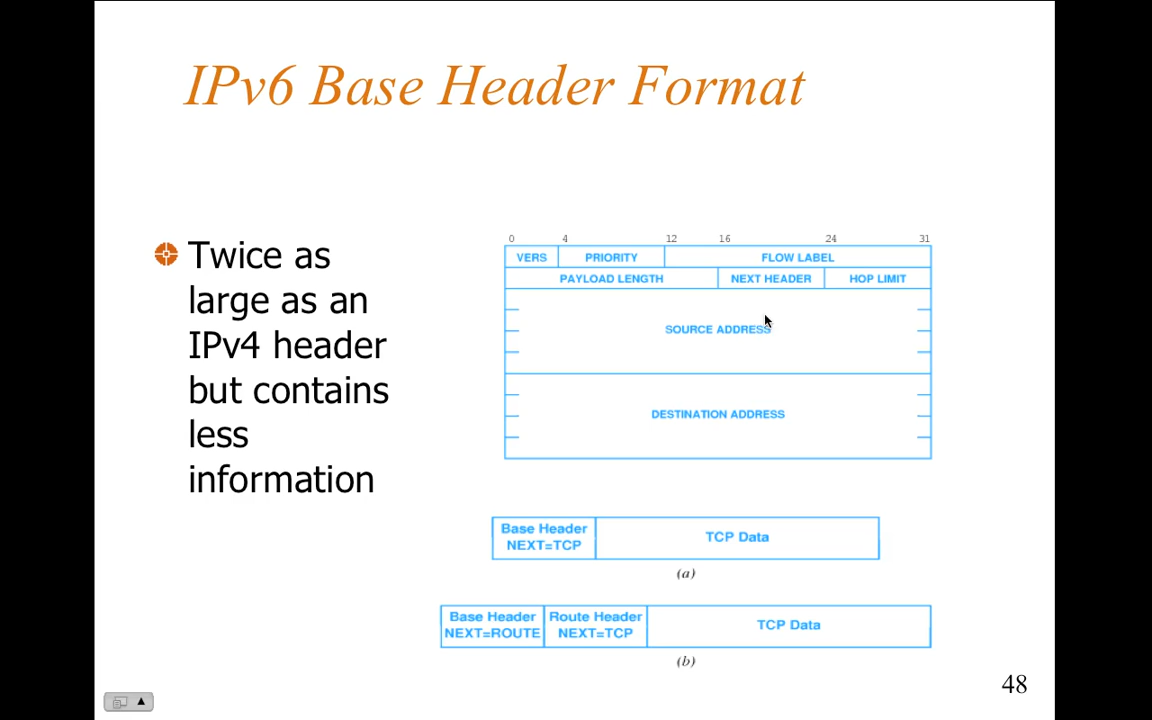 IPv6 Base Header Format
Twice as
large as an
IPv4 header
but contains
less
information
0 4 12 16 24 31
VERS PRIORITY FLOW LABEL
PAYLOAD LENGTH NEXT HEADER HOP LIMIT
SOURCE ADDRESS
DESTINATION ADDRESS
Base Header
NEXT=TCP
TCP Data
(a)
Base Header
NEXT=ROUTE
Route Header
NEXT=TCP
TCP Data
(b)
48